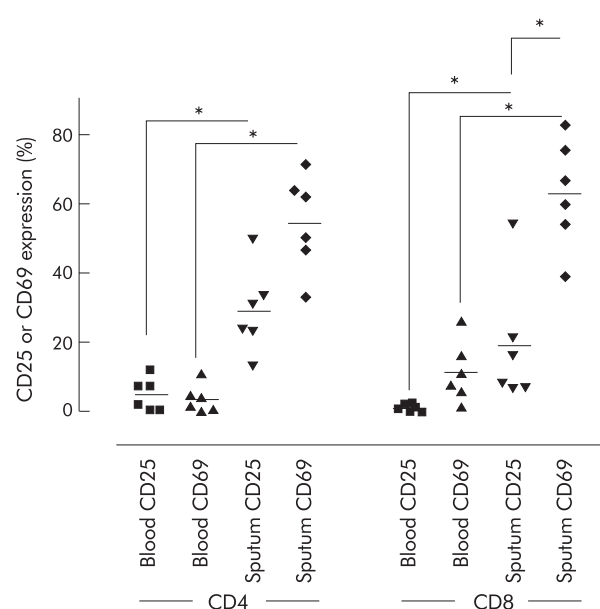 *
*
*
*
*
CD25 or CD69 expression (%)
80
60
40
20
0
Blood CD25
Blood CD69
Sputum CD25
Sputum CD69
Blood CD25
Blood CD69
Sputum CD25
Sputum CD69
CD4
CD8